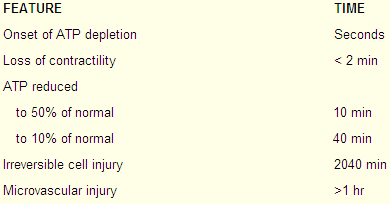 FEATURE TIME
Onset of ATP depletion Seconds
Loss of contractility < 2 min
ATP reduced
to 50% of normal 10 min
to 10% of normal 40 min
Irreversible cell injury 2040 min
Microvascular injury >1 hr